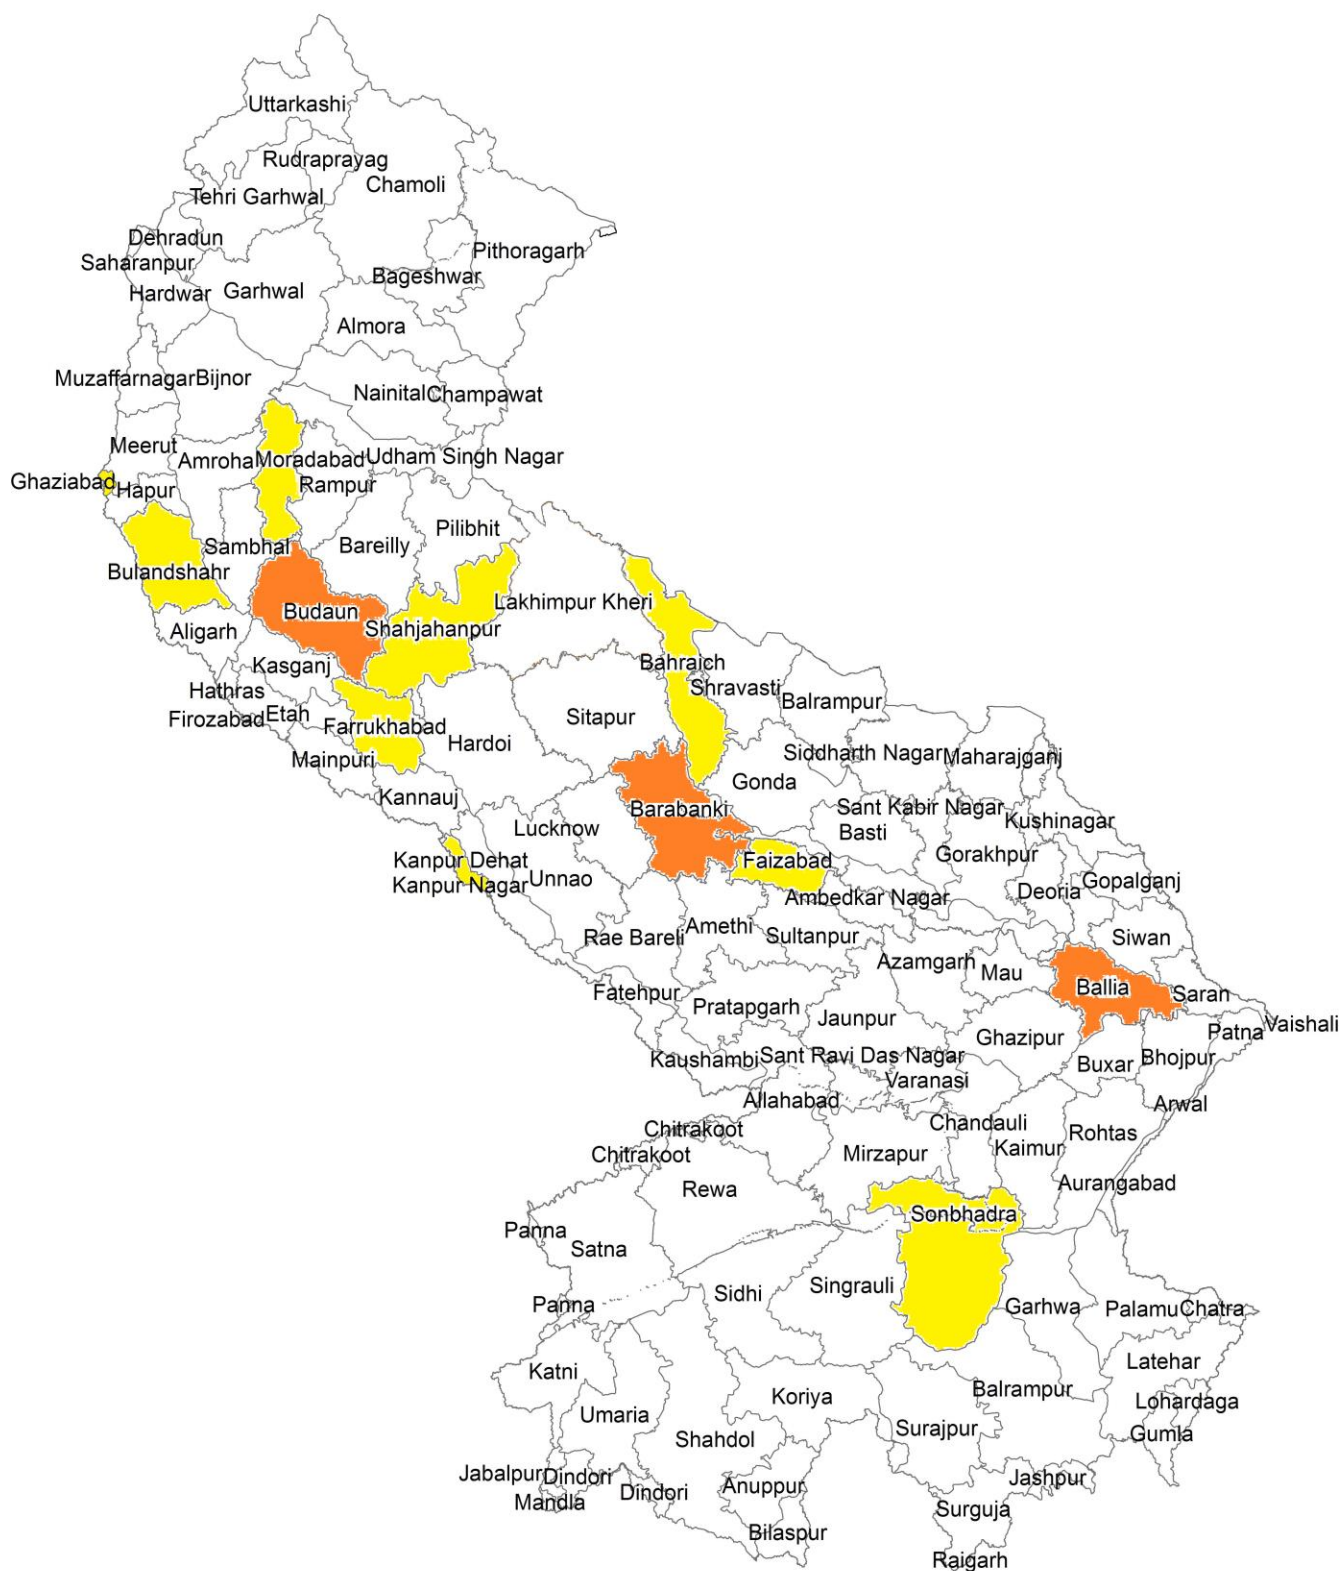 Uttarkashi
Rudraprayag
Chamoli
Tehri Garhwal
Dehradun
Pithoragarh
Saharanpur
Bageshwar
Hardwar
Garhwal
Almora
Muzaffarnagar
Bijnor
Nainital
Champawat
Meerut
Amroha
Moradabad
Udham Singh Nagar
Ghaziabad
Hapur
Rampur
Pilibhit
Sambhal
Bareilly
Bulandshahr
Budaun
Lakhimpur Kheri
Aligarh
Shahjahanpur
Kasganj
Bahraich
Hathras
Shravasti
Balrampur
Firozabad
Etah
Farrukhabad
Sitapur
Hardoi
Mainpuri
Siddharth Nagar
Maharajganj
Gonda
Kannauj
Barabanki
Sant Kabir Nagar
Lucknow
Basti
Kushinagar
Kanpur Dehat
Faizabad
Gorakhpur
Kanpur Nagar
Unnao
Ambedkar Nagar
Deoria
Gopalganj
Rae Bareli
Amethi
Sultanpur
Siwan
Azamgarh
Mau
Ballia
Saran
Fatehpur
Pratapgarh
Jaunpur
Ghazipur
Patna
Vaishali
Kaushambi
Sant Ravi Das Nagar
Buxar
Bhojpur
Varanasi
Allahabad
Arwal
Chitrakoot
Chandauli
Rohtas
Chitrakoot
Mirzapur
Kaimur
Rewa
Aurangabad
Sonbhadra
Panna
Satna
Sidhi
Singrauli
Panna
Garhwa
Palamu
Chatra
Katni
Latehar
Koriya
Balrampur
Lohardaga
Umaria
Surajpur
Gumla
Shahdol
Jabalpur
Dindori
Dindori
Anuppur
Jashpur
Mandla
Surguja
Bilaspur
Raigarh